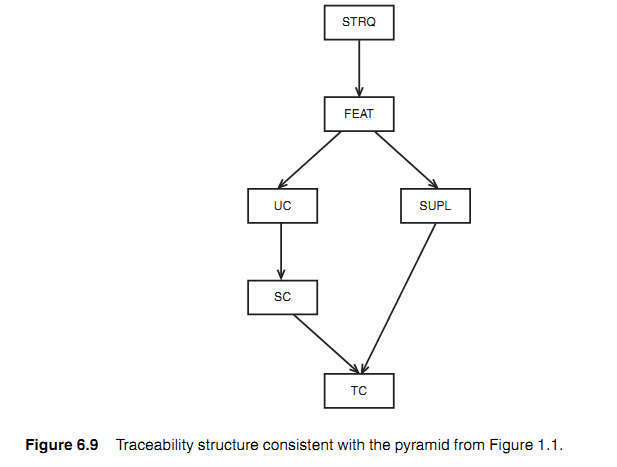 STRQ
FEAT
UC
SUPL
SC
TC
Figure 6.9 Traceability structure consistent with the pyramid from Figure 1.1.